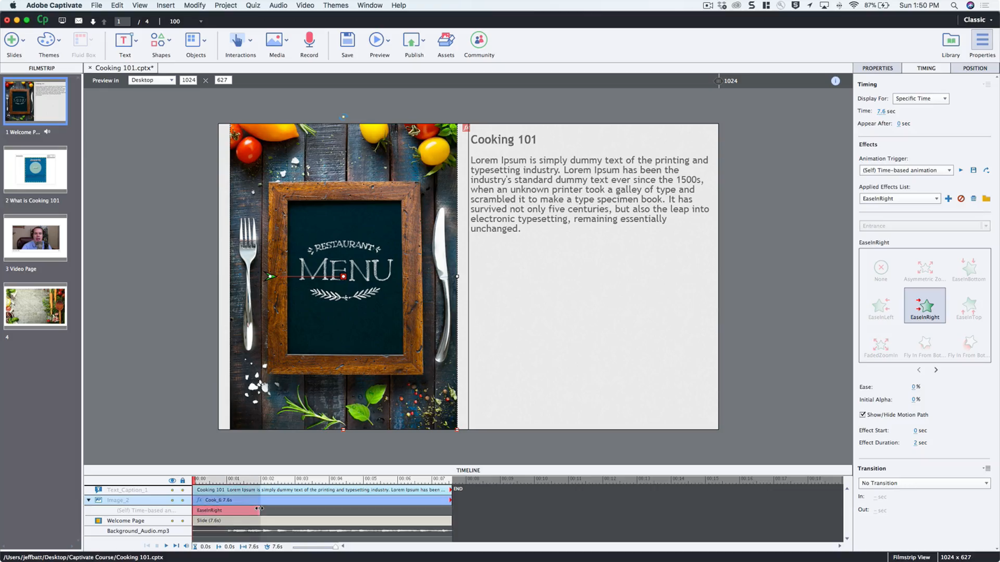 Adobe Captivate File Edit View Insert Modify Project Quiz Audio Video Themes Window Help 87% Sun 1:50 PM
Cp 1 / 4 100 Classic
Slides Themes Fluid Box Text Shapes Objects Interactions Media Record Save Preview Publish Assets Community Library Properties
FILMSTRIP × Cooking 101.cptx* PROPERTIES TIMING POSITION
Preview in Desktop 1024 627 1024
1 Welcome P...
2 What is Cooking 101
3 Video Page
4
Cooking 101
Lorem Ipsum is simply dummy text of the printing and
typesetting industry. Lorem Ipsum has been the
industry's standard dummy text ever since the 1500s,
when an unknown printer took a galley of type and
scrambled it to make a type specimen book. It has
survived not only five centuries, but also the leap into
electronic typesetting, remaining essentially
unchanged.
RESTAURANT
MENU
Timing
Display For: Specific Time
Time: 7.6 sec
Appear After: 0 sec
Effects
Animation Trigger:
(Self) Time-based animation
Applied Effects List:
EaseInRight
Entrance
EaseInRight
None Asymmetric Zo... EaseInBottom
EaseInLeft EaseInRight EaseInTop
FadedZoomIn Fly In From Bot... Fly In From Bot...
Ease: 0 %
Initial Alpha: 0 %
Show/Hide Motion Path
Effect Start: 0 sec
Effect Duration: 2 sec
Transition
No Transition
In: - sec
Out: - sec
TIMELINE
00:00 00:01 00:02 00:03 00:04 00:05 00:06 00:07 00:08 00:09 00:10 00:11 00:12 00:13 00:14 00:15 00:16 00:17 00:18
Text_Caption_1 Cooking 101 Lorem Ipsum is simply dummy text of the printing and typesetting industry. Lorem Ipsum has been ... END
Image_2 fx Cook_6:7.6s
(Self) Time-based an... EaseInRight
Welcome Page Slide (7.6s)
Background_Audio.mp3
0.0s 0.0s 7.6s 7.6s
/Users/jeffbatt/Desktop/Captivate Course/Cooking 101.cptx Filmstrip View 1024 x 627